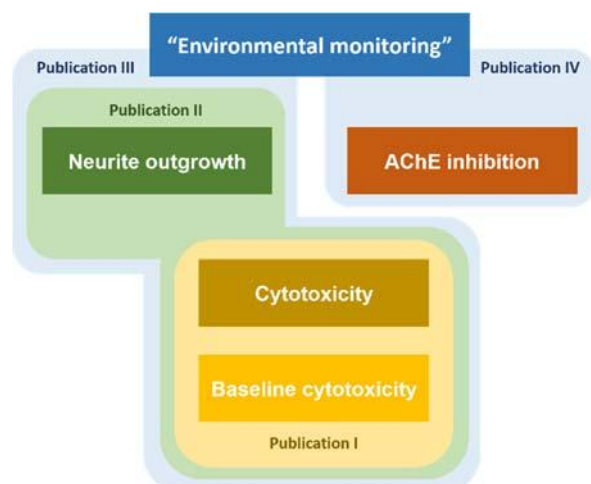 “Environmental monitoring”
Publication III
Publication IV
Publication II
Neurite outgrowth
AChE inhibition
Cytotoxicity
Baseline cytotoxicity
Publication I